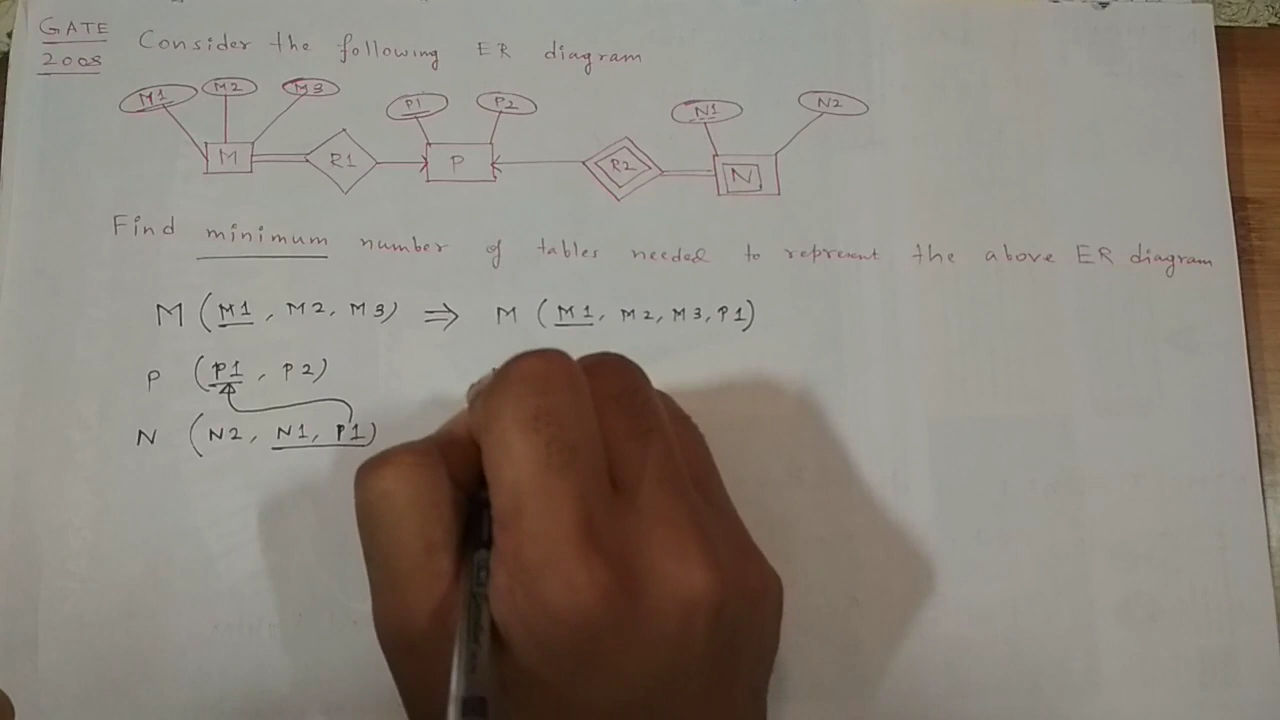 GATE
2008
Consider the following ER diagram
M1 M2 M3 P1 P2 N1 N2
M R1 P R2 N
Find minimum number of tables needed to represent the above ER diagram
M (M1, M2, M3) ⇒ M (M1, M2, M3, P1)
P (P1, P2)
N (N2, N1, P1)